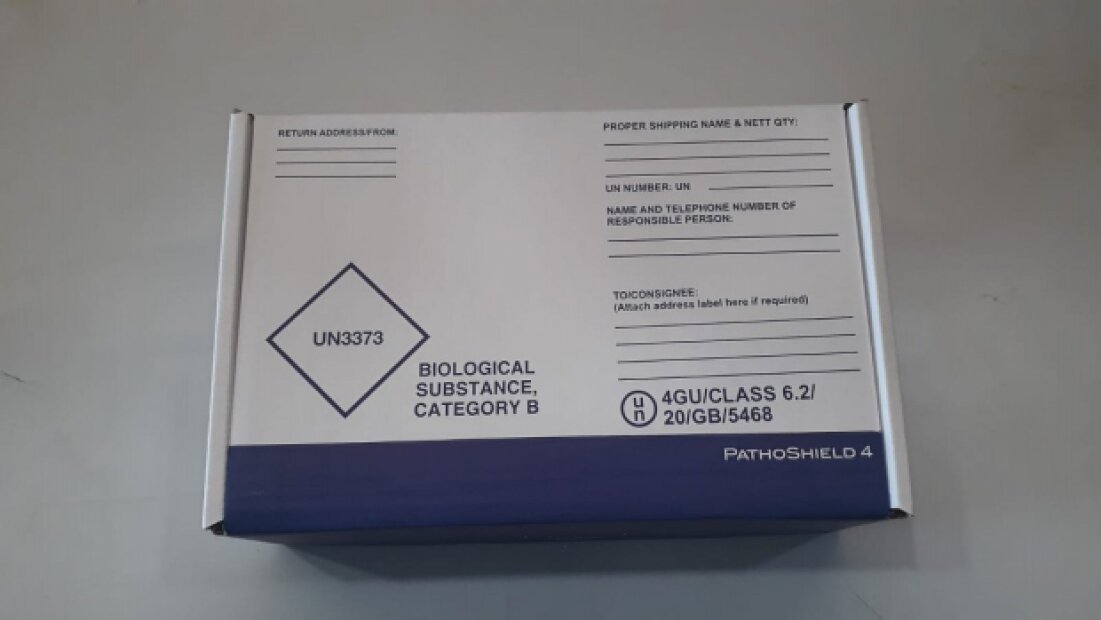 RETURN ADDRESS/FROM:
PROPER SHIPPING NAME & NETT QTY:
UN NUMBER: UN
NAME AND TELEPHONE NUMBER OF
RESPONSIBLE PERSON:
TO/CONSIGNEE:
(Attach address label here if required)
UN3373
BIOLOGICAL
SUBSTANCE,
CATEGORY B
un
4GU/CLASS 6.2/
20/GB/5468
PATHOSHIELD 4